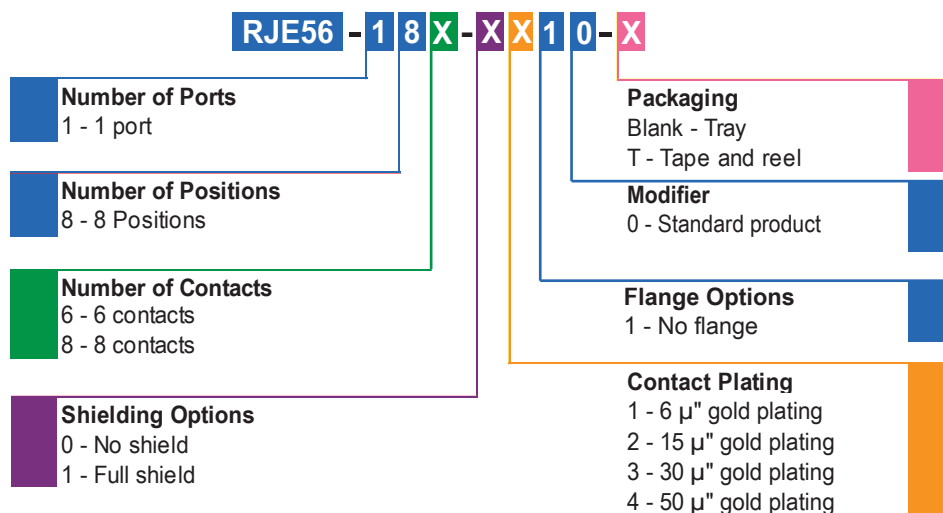 RJE56 - 1 8 X - X X 1 0 - X
Number of Ports
1 - 1 port
Number of Positions
8 - 8 Positions
Number of Contacts
6 - 6 contacts
8 - 8 contacts
Shielding Options
0 - No shield
1 - Full shield
Packaging
Blank - Tray
T - Tape and reel
Modifier
0 - Standard product
Flange Options
1 - No flange
Contact Plating
1 - 6 µ" gold plating
2 - 15 µ" gold plating
3 - 30 µ" gold plating
4 - 50 µ" gold plating